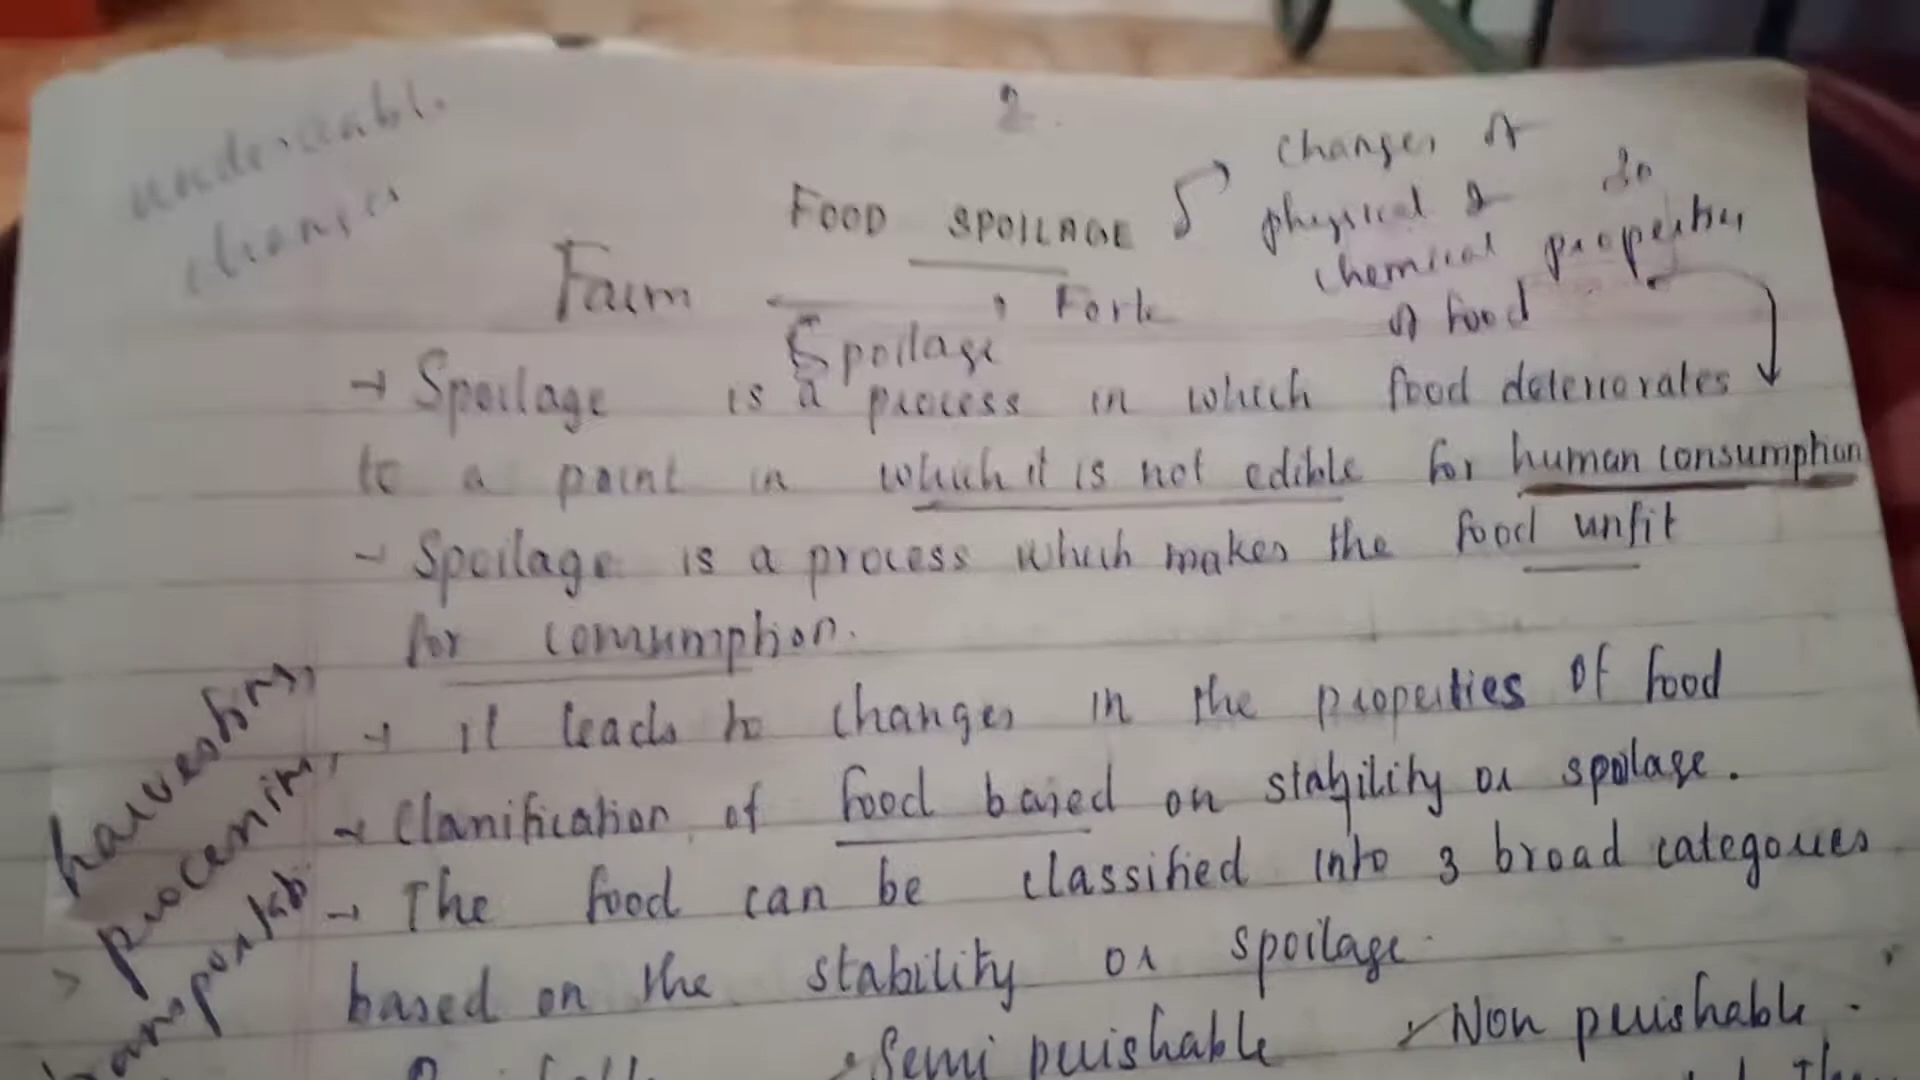 2.
undesirable
changes
FOOD SPOILAGE
changes of
physical &
chemical properties
of food
Farm → Fork
Spoilage
→ Spoilage is a process in which food deteriorates
to a point in which it is not edible for human consumption
- Spoilage is a process which makes the food unfit
for consumption.
→ it leads to changes in the properties of food
→ Classification of food based on stability or spoilage.
→ The food can be classified into 3 broad categories
based on the stability or spoilage.
harvesting,
processing,
Semi perishable
Non perishable.